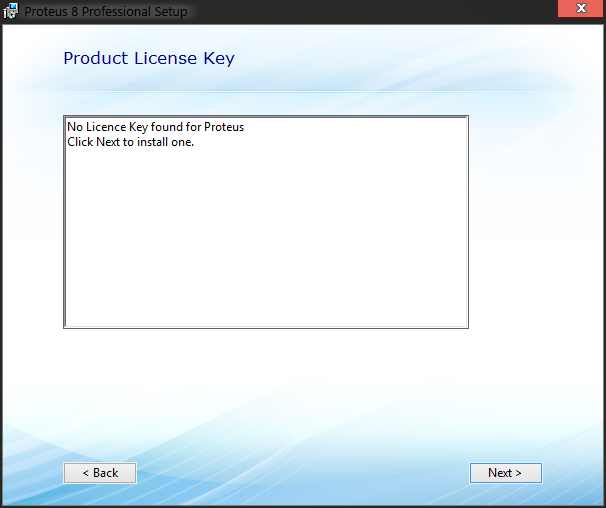 Proteus 8 Professional Setup
x
Product License Key
No Licence Key found for Proteus
Click Next to install one.
< Back
Next >